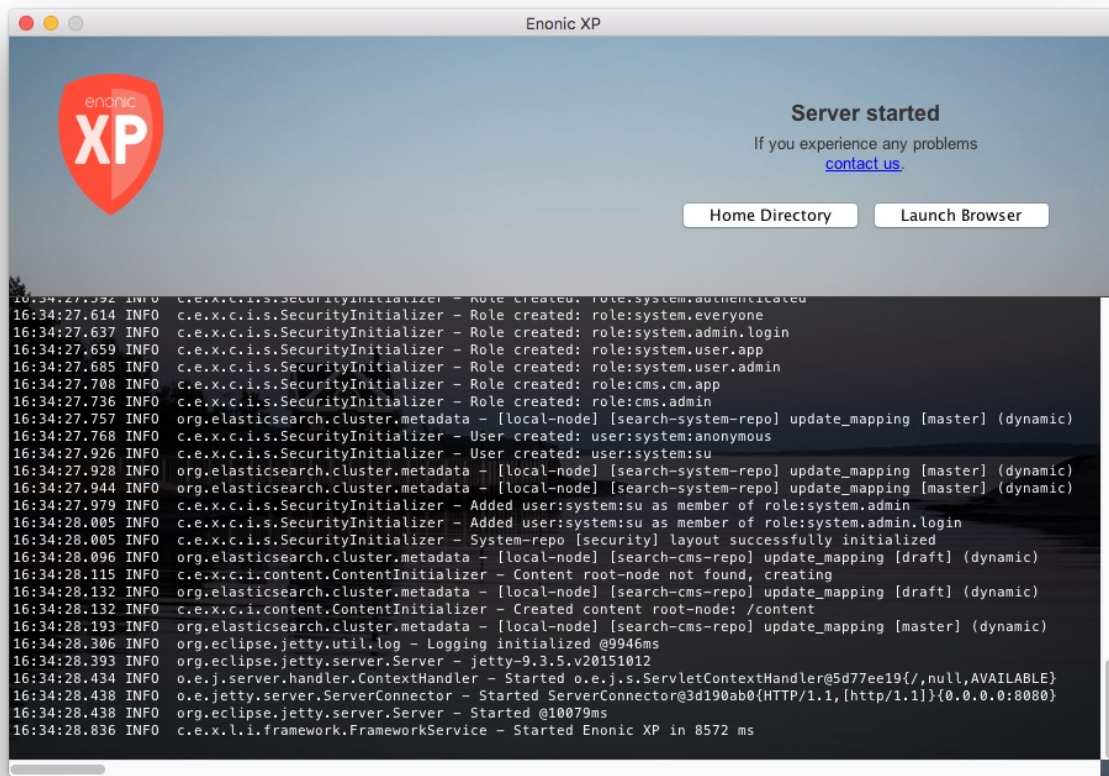 Enonic XP
enonic
XP
Server started
If you experience any problems
contact us.
Home Directory
Launch Browser
16:34:27.592 INFO c.e.x.c.i.s.SecurityInitializer – Role created: role:system.authenticated
16:34:27.614 INFO c.e.x.c.i.s.SecurityInitializer – Role created: role:system.everyone
16:34:27.637 INFO c.e.x.c.i.s.SecurityInitializer – Role created: role:system.admin.login
16:34:27.659 INFO c.e.x.c.i.s.SecurityInitializer – Role created: role:system.user.app
16:34:27.685 INFO c.e.x.c.i.s.SecurityInitializer – Role created: role:system.user.admin
16:34:27.708 INFO c.e.x.c.i.s.SecurityInitializer – Role created: role:cms.cm.app
16:34:27.736 INFO c.e.x.c.i.s.SecurityInitializer – Role created: role:cms.admin
16:34:27.757 INFO org.elasticsearch.cluster.metadata – [local-node] [search-system-repo] update_mapping [master] (dynamic)
16:34:27.768 INFO c.e.x.c.i.s.SecurityInitializer – User created: user:system:anonymous
16:34:27.926 INFO c.e.x.c.i.s.SecurityInitializer – User created: user:system:su
16:34:27.928 INFO org.elasticsearch.cluster.metadata – [local-node] [search-system-repo] update_mapping [master] (dynamic)
16:34:27.944 INFO org.elasticsearch.cluster.metadata – [local-node] [search-system-repo] update_mapping [master] (dynamic)
16:34:27.979 INFO c.e.x.c.i.s.SecurityInitializer – Added user:system:su as member of role:system.admin
16:34:28.005 INFO c.e.x.c.i.s.SecurityInitializer – Added user:system:su as member of role:system.admin.login
16:34:28.005 INFO c.e.x.c.i.s.SecurityInitializer – System-repo [security] layout successfully initialized
16:34:28.096 INFO org.elasticsearch.cluster.metadata – [local-node] [search-cms-repo] update_mapping [draft] (dynamic)
16:34:28.115 INFO c.e.x.c.i.content.ContentInitializer – Content root-node not found, creating
16:34:28.132 INFO org.elasticsearch.cluster.metadata – [local-node] [search-cms-repo] update_mapping [draft] (dynamic)
16:34:28.132 INFO c.e.x.c.i.content.ContentInitializer – Created content root-node: /content
16:34:28.193 INFO org.elasticsearch.cluster.metadata – [local-node] [search-cms-repo] update_mapping [master] (dynamic)
16:34:28.306 INFO org.eclipse.jetty.util.log – Logging initialized @9946ms
16:34:28.393 INFO org.eclipse.jetty.server.Server – jetty-9.3.5.v20151012
16:34:28.434 INFO o.e.j.server.handler.ContextHandler – Started o.e.j.s.ServletContextHandler@5d77ee19{/,null,AVAILABLE}
16:34:28.438 INFO o.e.jetty.server.ServerConnector – Started ServerConnector@3d190ab0{HTTP/1.1,[http/1.1]}{0.0.0.0:8080}
16:34:28.438 INFO org.eclipse.jetty.server.Server – Started @10079ms
16:34:28.836 INFO c.e.x.l.i.framework.FrameworkService – Started Enonic XP in 8572 ms